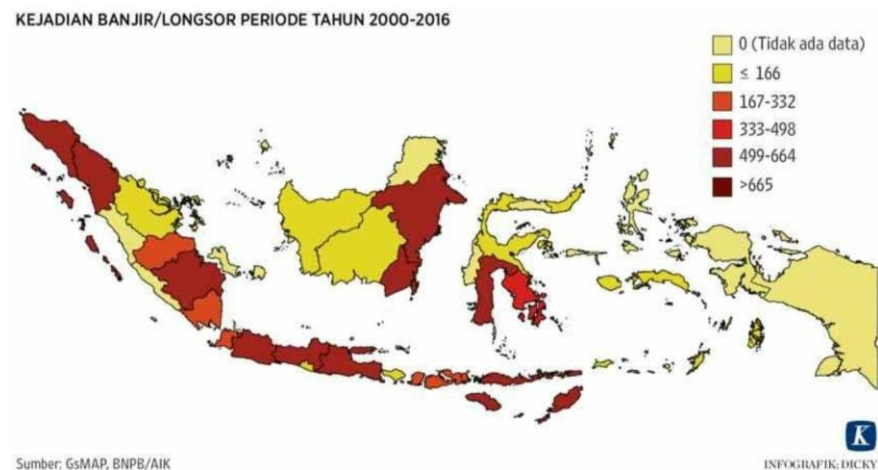 KEJADIAN BANJIR/LONGSOR PERIODE TAHUN 2000-2016
0 (Tidak ada data)
≤ 166
167-332
333-498
499-664
>665
K
Sumber: GsMAP, BNPB/AIK
INFOGRAFIK: DICKY